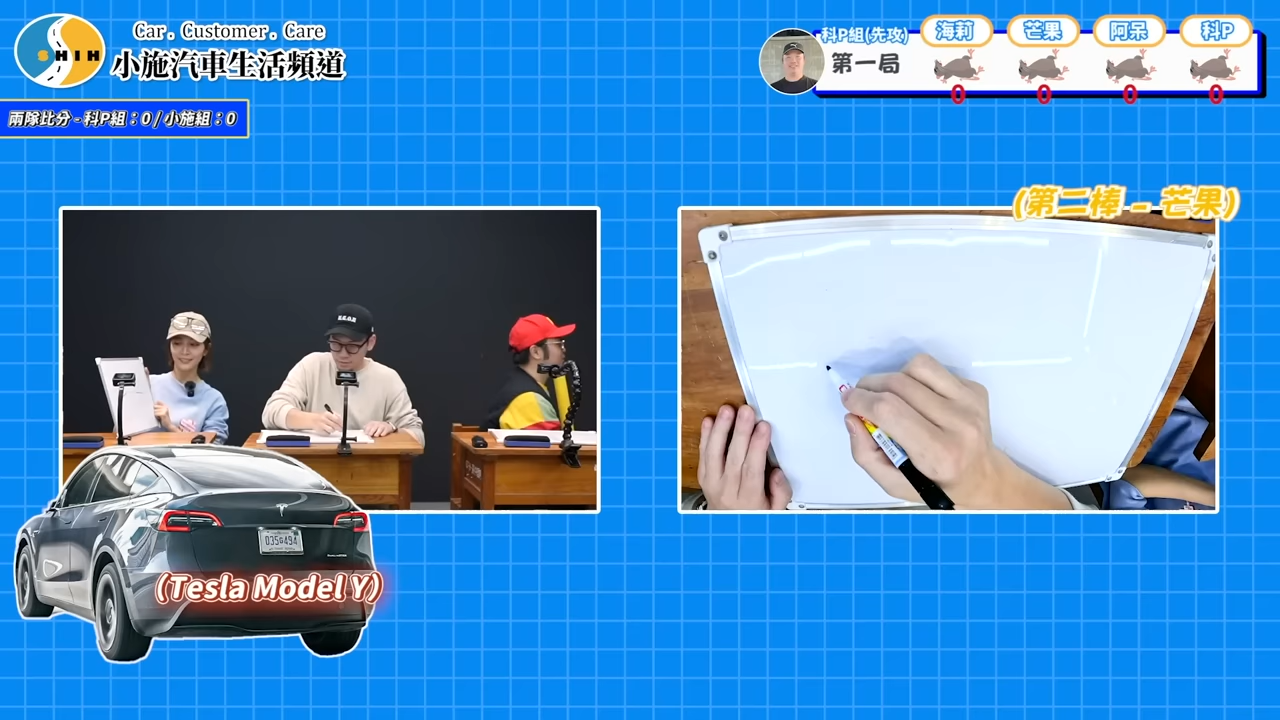 SHIH
Car . Customer . Care
小施汽車生活頻道
兩隊比分 - 科P組：0 / 小施組：0
科P組(先攻)
第一局
海莉
芒果
阿呆
科P
0
0
0
0
(第二棒 - 芒果)
035G494
(Tesla Model Y)